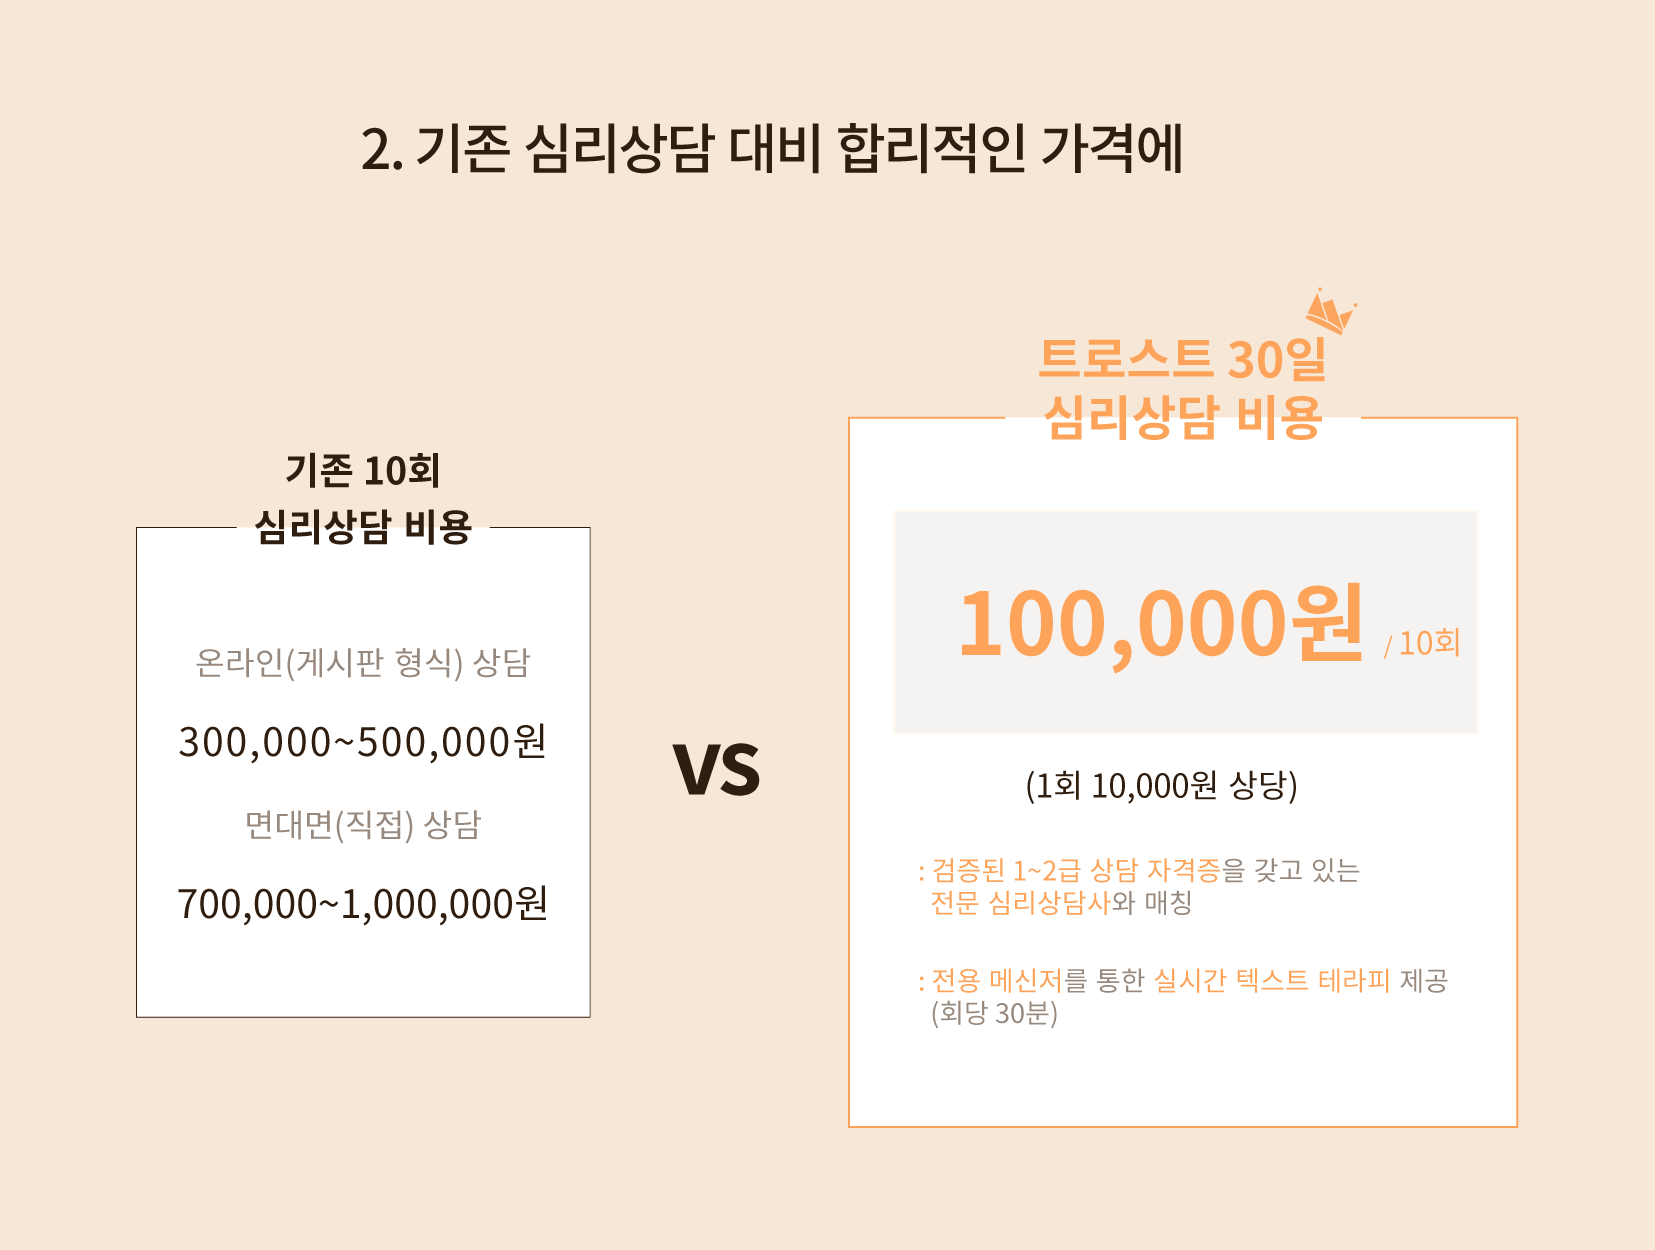 2. 기존 심리상담 대비 합리적인 가격에
기존 10회
심리상담 비용
온라인(게시판 형식) 상담
300,000~500,000원
면대면(직접) 상담
700,000~1,000,000원
VS
트로스트 30일
심리상담 비용
100,000원 / 10회
(1회 10,000원 상당)
: 검증된 1~2급 상담 자격증을 갖고 있는
전문 심리상담사와 매칭
: 전용 메신저를 통한 실시간 텍스트 테라피 제공
(회당 30분)